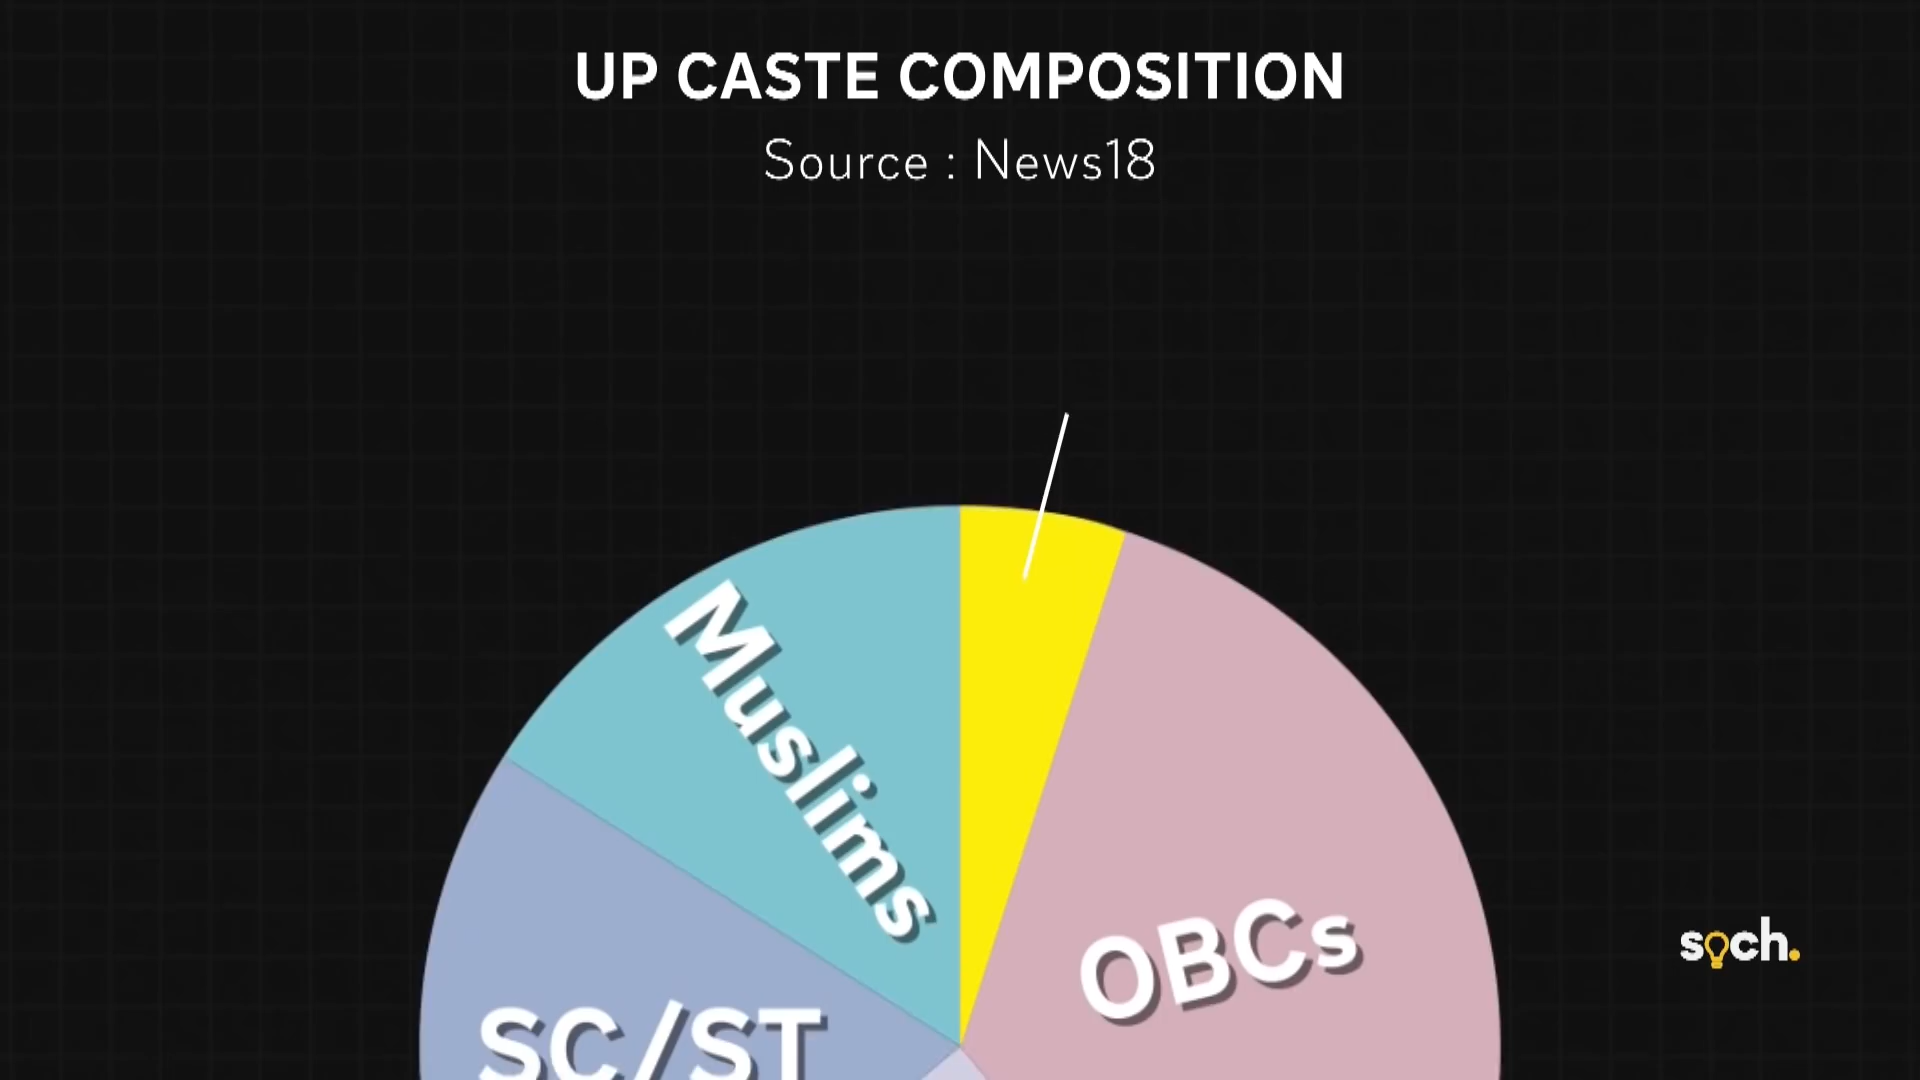 UP CASTE COMPOSITION
Source : News18
Muslims
OBCs
SC/ST
soch.